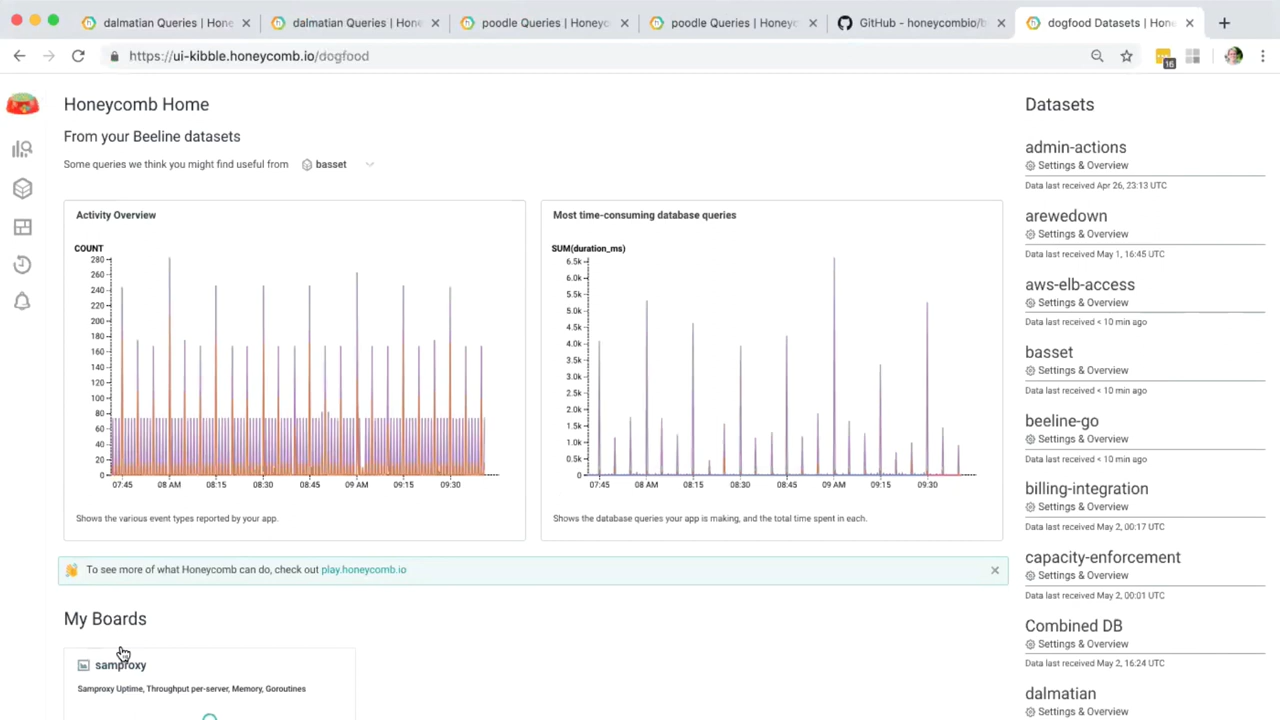 dalmatian Queries | Hone
dalmatian Queries | Hone
poodle Queries | Honeyc
poodle Queries | Honeyc
GitHub - honeycombio/b
dogfood Datasets | Hone
https://ui-kibble.honeycomb.io/dogfood
16
Honeycomb Home
From your Beeline datasets
Some queries we think you might find useful from basset
Activity Overview
COUNT
280
260
240
220
200
180
160
140
120
100
80
60
40
20
0
07:45 08 AM 08:15 08:30 08:45 09 AM 09:15 09:30
Shows the various event types reported by your app.
Most time-consuming database queries
SUM(duration_ms)
6.5k
6.0k
5.5k
5.0k
4.5k
4.0k
3.5k
3.0k
2.5k
2.0k
1.5k
1.0k
0.5k
0
07:45 08 AM 08:15 08:30 08:45 09 AM 09:15 09:30
Shows the database queries your app is making, and the total time spent in each.
To see more of what Honeycomb can do, check out play.honeycomb.io
My Boards
samproxy
Samproxy Uptime, Throughput per-server, Memory, Goroutines
Datasets
admin-actions
Settings & Overview
Data last received Apr 26, 23:13 UTC
arewedown
Settings & Overview
Data last received May 1, 16:45 UTC
aws-elb-access
Settings & Overview
Data last received < 10 min ago
basset
Settings & Overview
Data last received < 10 min ago
beeline-go
Settings & Overview
Data last received < 10 min ago
billing-integration
Settings & Overview
Data last received May 2, 00:17 UTC
capacity-enforcement
Settings & Overview
Data last received May 2, 00:01 UTC
Combined DB
Settings & Overview
Data last received May 2, 16:24 UTC
dalmatian
Settings & Overview